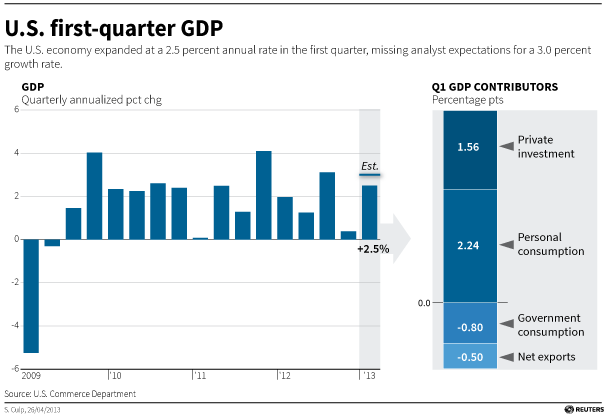 U.S. first-quarter GDP
The U.S. economy expanded at a 2.5 percent annual rate in the first quarter, missing analyst expectations for a 3.0 percent
growth rate.
GDP
Quarterly annualized pct chg
6
4
2
0
-2
-4
-6
Est.
+2.5%
2009
'10
'11
'12
'13
Q1 GDP CONTRIBUTORS
Percentage pts
1.56
Private
investment
2.24
Personal
consumption
0.0
-0.80
Government
consumption
-0.50
Net exports
Source: U.S. Commerce Department
S. Culp, 26/04/2013
REUTERS